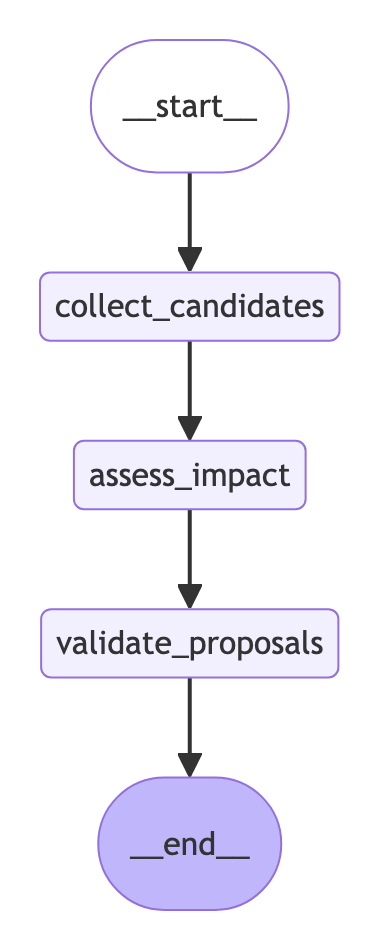 __start__
collect_candidates
assess_impact
validate_proposals
__end__